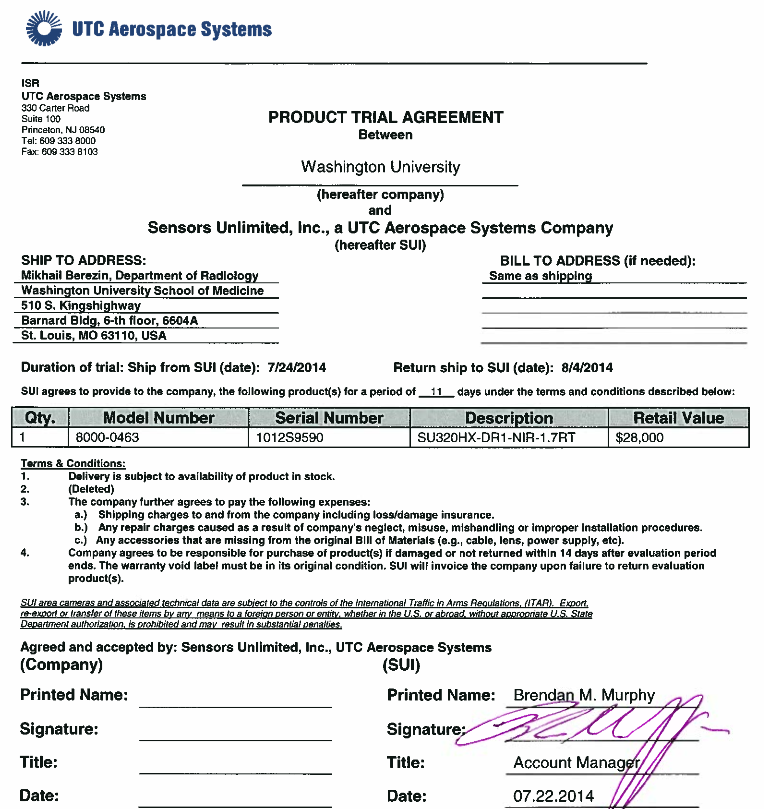 UTC Aerospace Systems
ISR
UTC Aerospace Systems
330 Carter Road
Suite 100
Princeton, NJ 08540
Tel: 609 333 8000
Fax: 609 333 8103
PRODUCT TRIAL AGREEMENT
Between
Washington University
(hereafter company)
and
Sensors Unlimited, Inc., a UTC Aerospace Systems Company
(hereafter SUI)
SHIP TO ADDRESS:
Mikhail Berezin, Department of Radiology
Washington University School of Medicine
510 S. Kingshighway
Barnard Bldg, 6-th floor, 6604A
St. Louis, MO 63110, USA
BILL TO ADDRESS (if needed):
Same as shipping
Duration of trial: Ship from SUI (date): 7/24/2014 Return ship to SUI (date): 8/4/2014
SUI agrees to provide to the company, the following product(s) for a period of 11 days under the terms and conditions described below:
Qty. Model Number Serial Number Description Retail Value
1 8000-0463 1012S9590 SU320HX-DR1-NIR-1.7RT $28,000
Terms & Conditions:
1. Delivery is subject to availability of product in stock.
2. (Deleted)
3. The company further agrees to pay the following expenses:
a.) Shipping charges to and from the company including loss/damage insurance.
b.) Any repair charges caused as a result of company's neglect, misuse, mishandling or improper installation procedures.
c.) Any accessories that are missing from the original Bill of Materials (e.g., cable, lens, power supply, etc).
4. Company agrees to be responsible for purchase of product(s) if damaged or not returned within 14 days after evaluation period
ends. The warranty void label must be in its original condition. SUI will invoice the company upon failure to return evaluation
product(s).
SUI area cameras and associated technical data are subject to the controls of the International Traffic in Arms Regulations, (ITAR). Export,
re-export or transfer of these items by any means to a foreign person or entity, whether in the U.S. or abroad, without appropriate U.S. State
Department authorization, is prohibited and may result in substantial penalties.
Agreed and accepted by: Sensors Unlimited, Inc., UTC Aerospace Systems
(Company) (SUI)
Printed Name: Printed Name: Brendan M. Murphy
Signature: Signature:
Title: Title: Account Manager
Date: Date: 07.22.2014